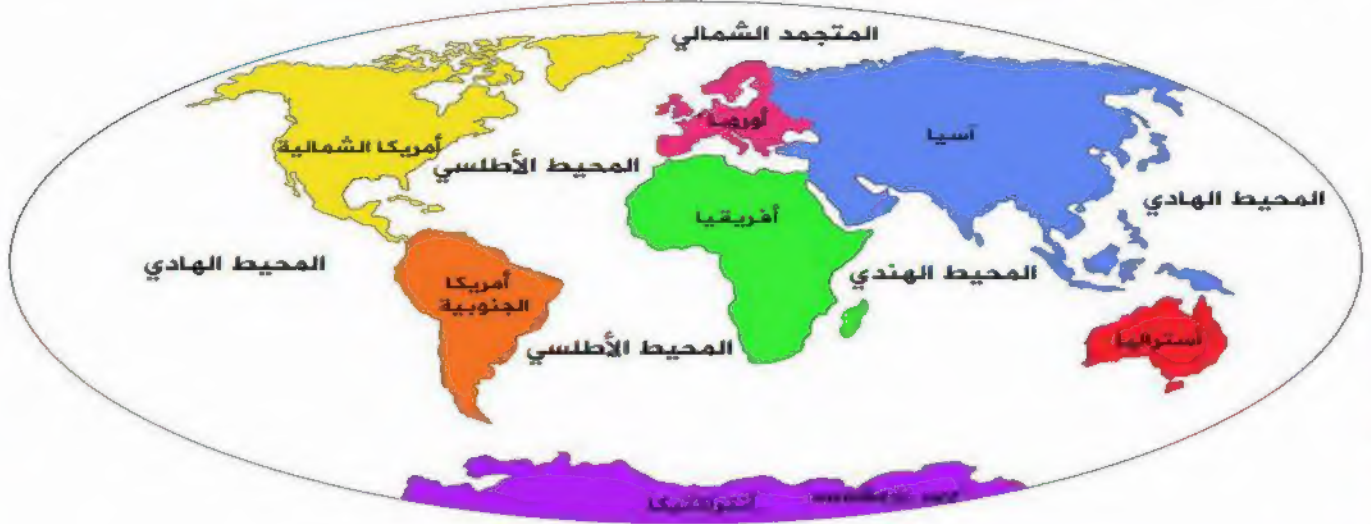 المتجمد الشمالي
أوروبا
آسيا
أمريكا الشمالية
المحيط الأطلسي
المحيط الهادي
أفريقيا
المحيط الهادي
المحيط الهندي
أمريكا
الجنوبية
المحيط الأطلسي
أستراليا